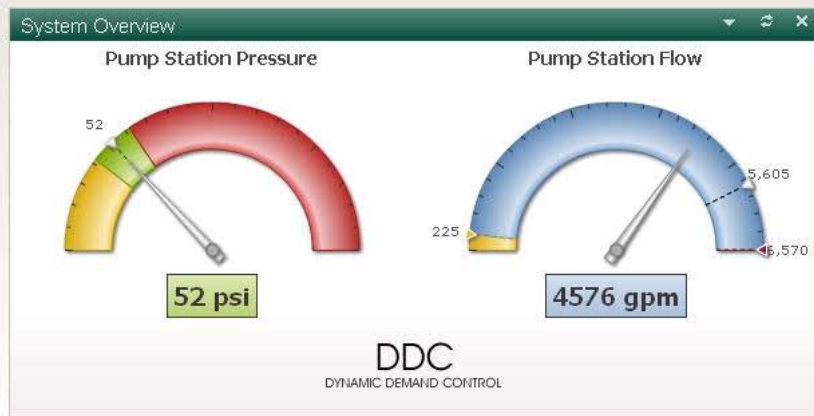 System Overview
Pump Station Pressure
52
52 psi
Pump Station Flow
225
5,605
6,570
4576 gpm
DDC
DYNAMIC DEMAND CONTROL